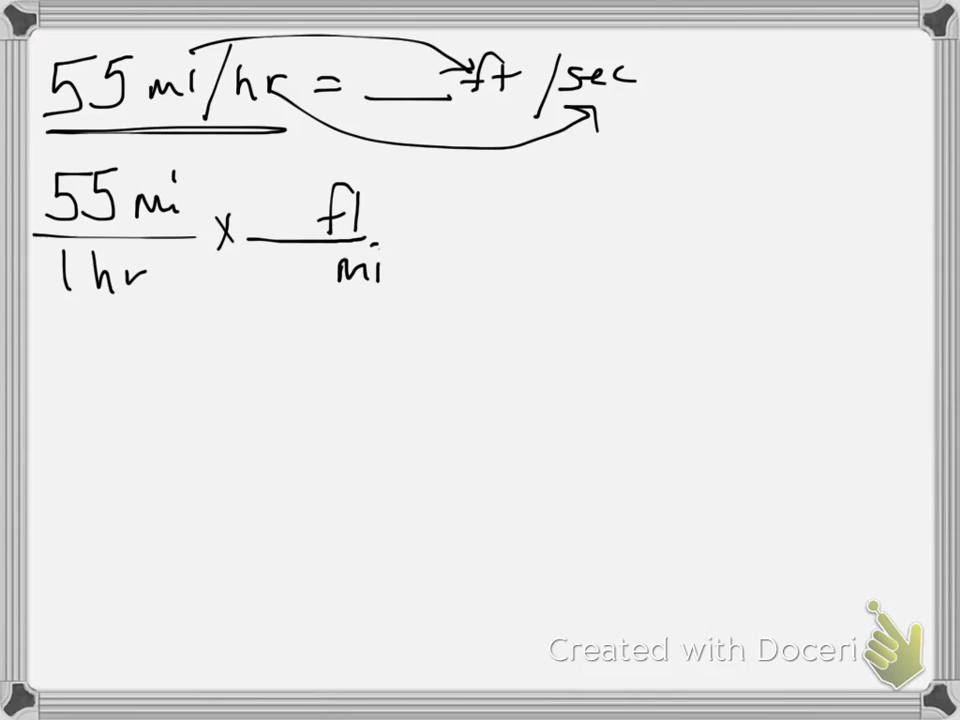 55 mi/hr = ___ ft /sec
55 mi
1 hr
x
ft
mi
Created with Doceri